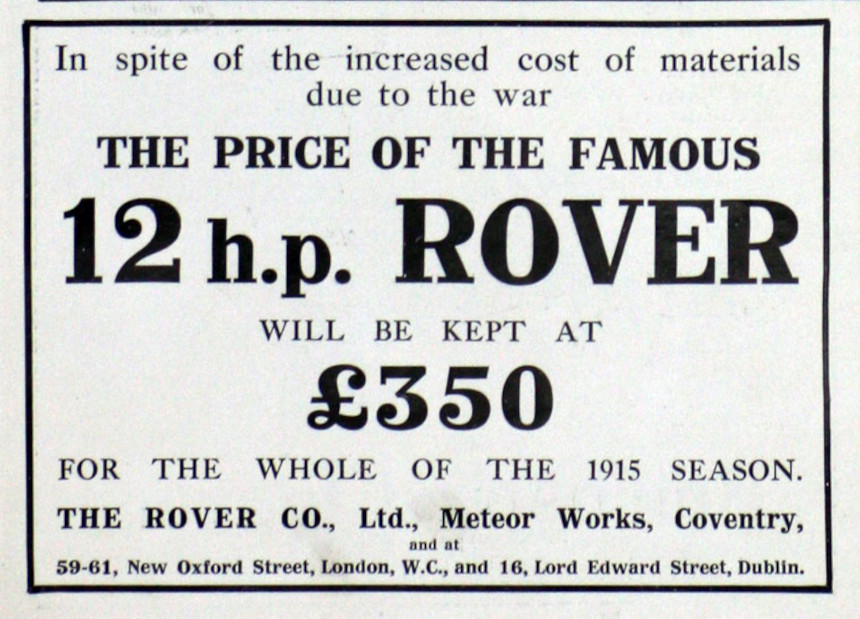 In spite of the increased cost of materials
due to the war
THE PRICE OF THE FAMOUS
12 h.p. ROVER
WILL BE KEPT AT
£350
FOR THE WHOLE OF THE 1915 SEASON.
THE ROVER CO., Ltd., Meteor Works, Coventry,
and at
59-61, New Oxford Street, London, W.C., and 16, Lord Edward Street, Dublin.